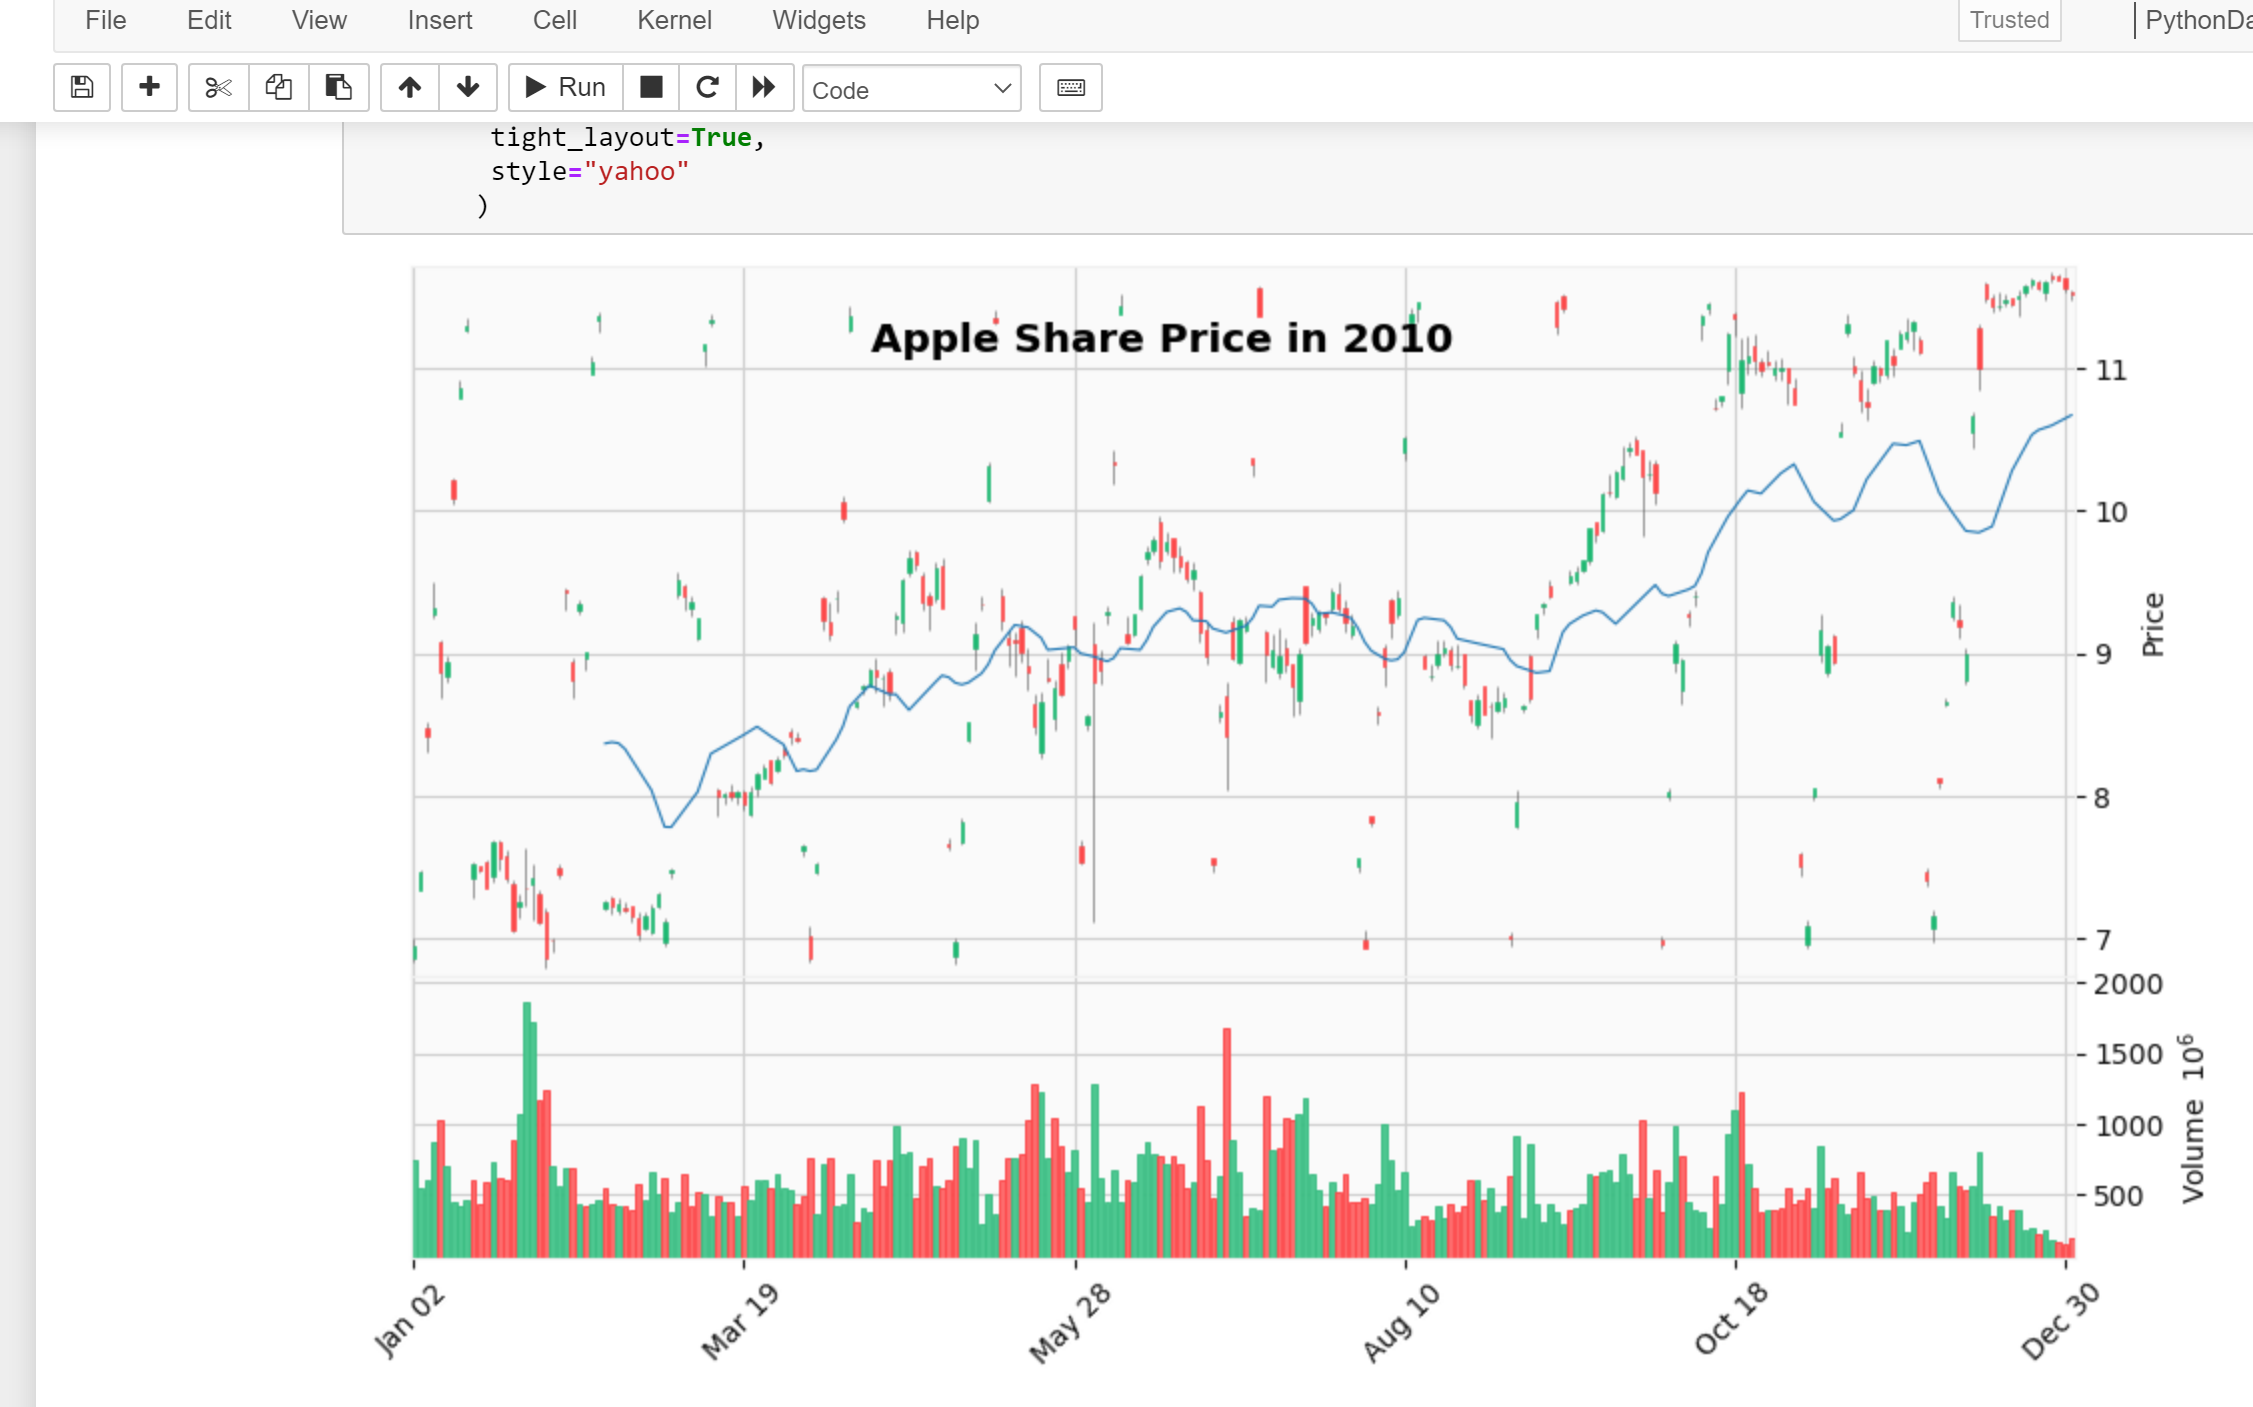 File Edit View Insert Cell Kernel Widgets Help Trusted PythonDa
Run Code
tight_layout=True,
style="yahoo"
)
Apple Share Price in 2010
11
10
9
8
7
Price
2000
1500
1000
500
Volume 10⁶
Jan 02 Mar 19 May 28 Aug 10 Oct 18 Dec 30